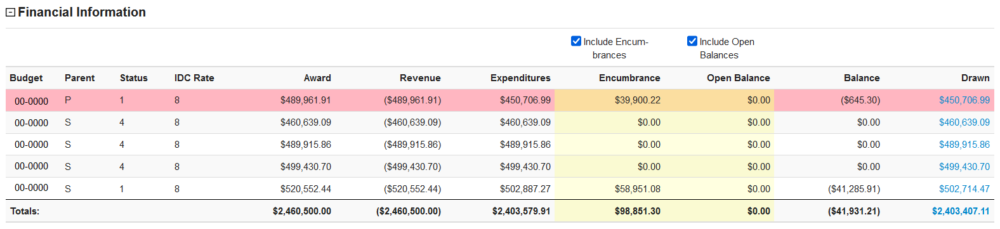 Financial Information
Include Encum-
brances
Include Open
Balances
Budget Parent Status IDC Rate Award Revenue Expenditures Encumbrance Open Balance Balance Drawn
00-0000 P 1 8 $489,961.91 ($489,961.91) $450,706.99 $39,900.22 $0.00 ($645.30) $450,706.99
00-0000 S 4 8 $460,639.09 ($460,639.09) $460,639.09 $0.00 $0.00 $0.00 $460,639.09
00-0000 S 4 8 $489,915.86 ($489,915.86) $489,915.86 $0.00 $0.00 $0.00 $489,915.86
00-0000 S 4 8 $499,430.70 ($499,430.70) $499,430.70 $0.00 $0.00 $0.00 $499,430.70
00-0000 S 1 8 $520,552.44 ($520,552.44) $502,887.27 $58,951.08 $0.00 ($41,285.91) $502,714.47
Totals: $2,460,500.00 ($2,460,500.00) $2,403,579.91 $98,851.30 $0.00 ($41,931.21) $2,403,407.11